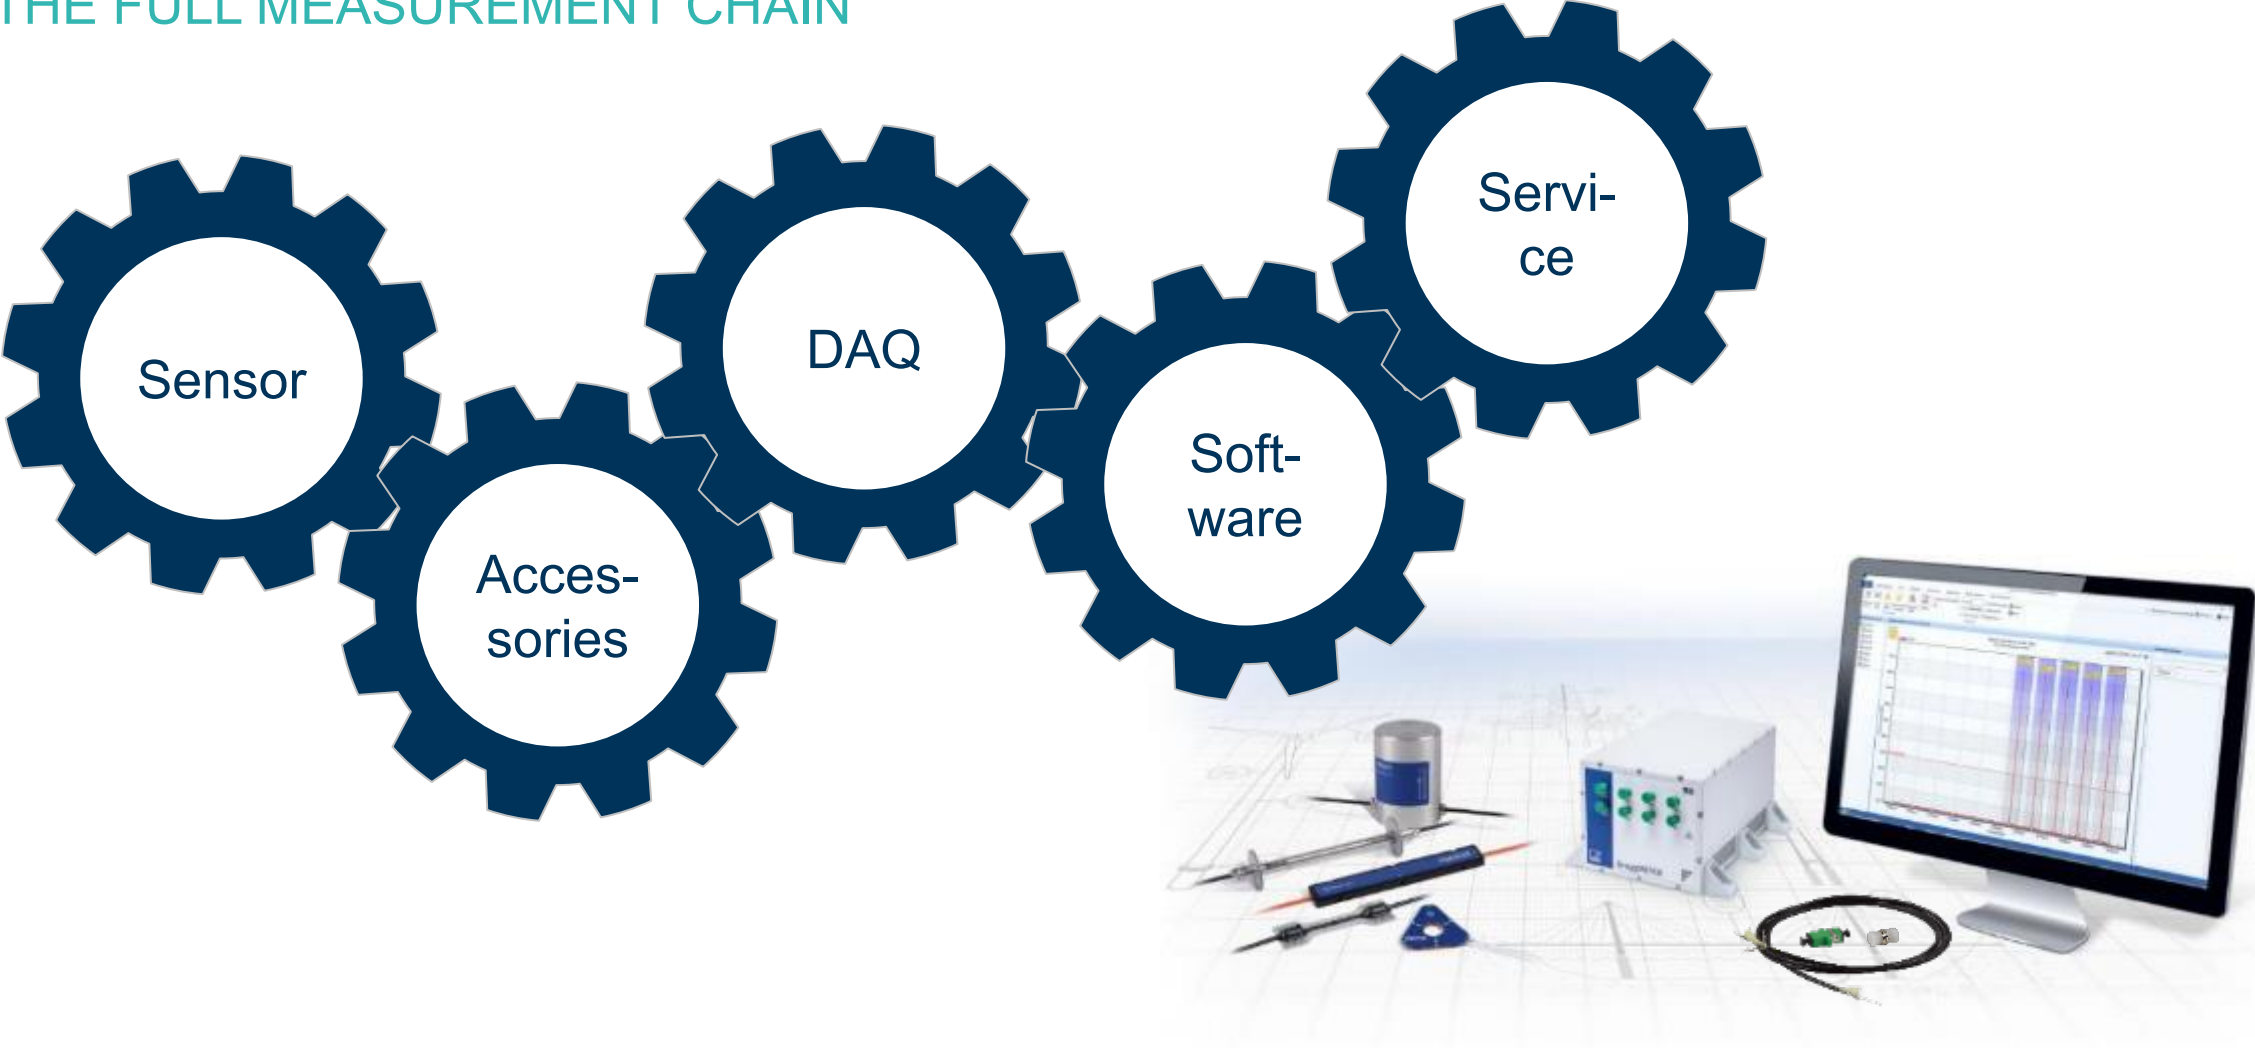 THE FULL MEASUREMENT CHAIN
Sensor
Acces-
sories
DAQ
Soft-
ware
Servi-
ce